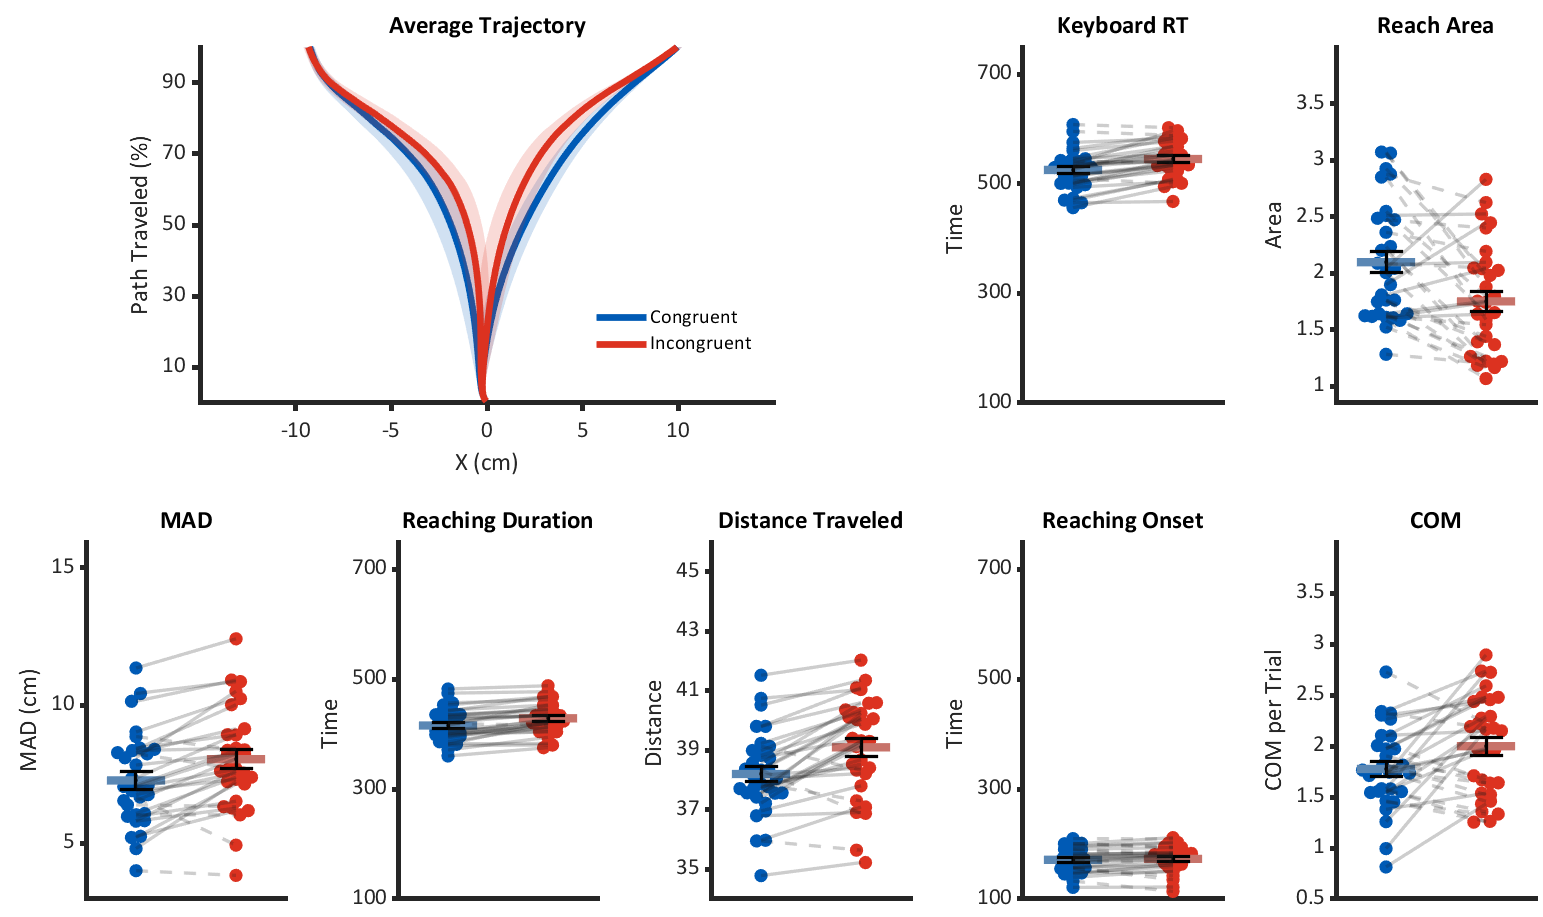 Average Trajectory
Path Traveled (%)
90
70
50
30
10
-10 -5 0 5 10
X (cm)
Congruent
Incongruent
Keyboard RT
Time
700
500
300
100
Reach Area
Area
3.5
3
2.5
2
1.5
1
MAD
MAD (cm)
15
10
5
Reaching Duration
Time
700
500
300
100
Distance Traveled
Distance
45
43
41
39
37
35
Reaching Onset
Time
700
500
300
100
COM
COM per Trial
3.5
3
2.5
2
1.5
1
0.5